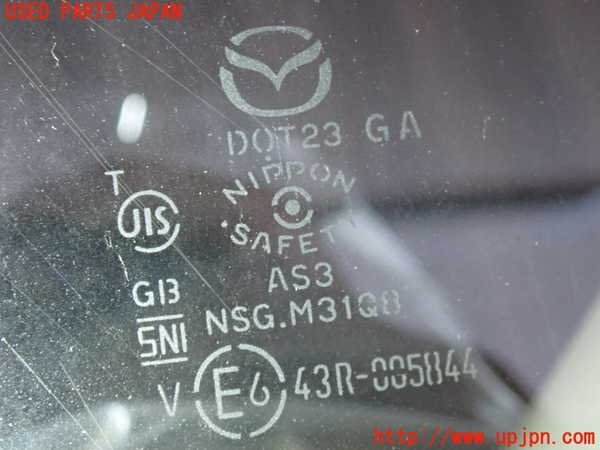 USED PARTS JAPAN
DOT23 GA
NIPPON
SAFETY
T
JIS
AS3
G13
NSG.M31Q8
SNI
V E6 43R-005844
http://www.upjpn.com